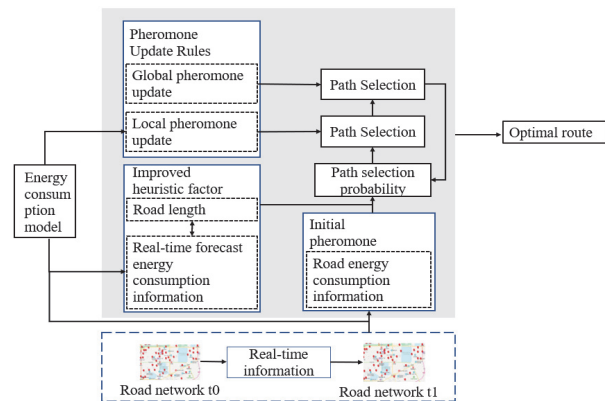 Pheromone
Update Rules
Global pheromone
update
Path Selection
Local pheromone
update
Path Selection
Optimal route
Energy
consum
ption
model
Improved
heuristic factor
Road length
Real-time forecast
energy
consumption
information
Path selection
probability
Initial
pheromone
Road energy
consumption
information
Real-time
information
Road network t0
Road network t1